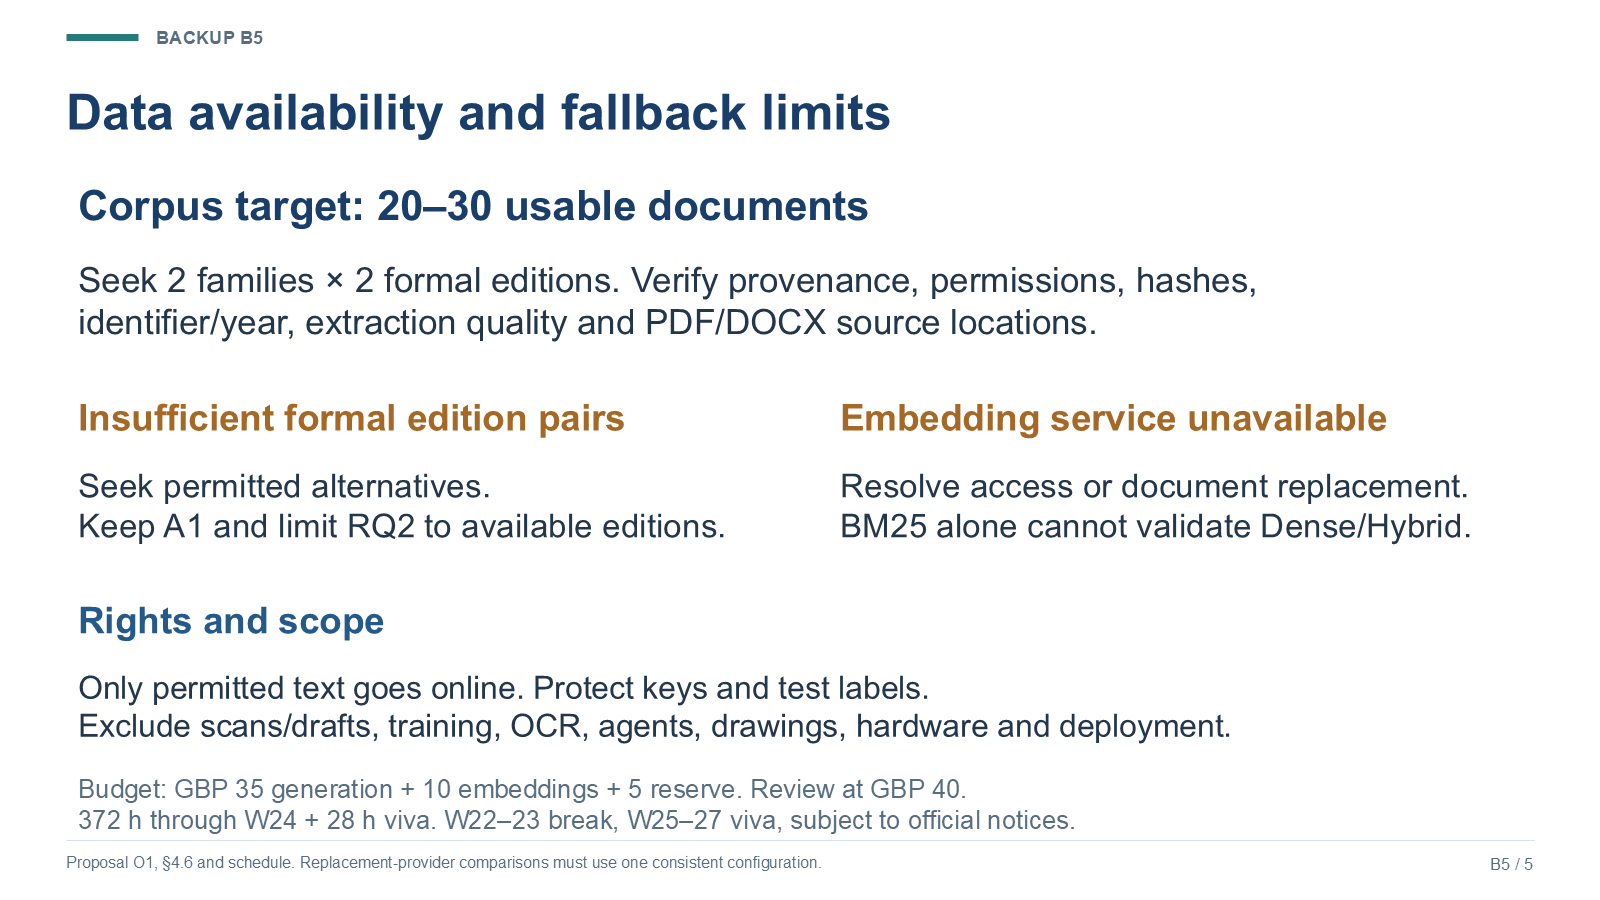 BACKUP B5
Data availability and fallback limits
Corpus target: 20–30 usable documents
Seek 2 families × 2 formal editions. Verify provenance, permissions, hashes,
identifier/year, extraction quality and PDF/DOCX source locations.
Insufficient formal edition pairs
Seek permitted alternatives.
Keep A1 and limit RQ2 to available editions.
Embedding service unavailable
Resolve access or document replacement.
BM25 alone cannot validate Dense/Hybrid.
Rights and scope
Only permitted text goes online. Protect keys and test labels.
Exclude scans/drafts, training, OCR, agents, drawings, hardware and deployment.
Budget: GBP 35 generation + 10 embeddings + 5 reserve. Review at GBP 40.
372 h through W24 + 28 h viva. W22–23 break, W25–27 viva, subject to official notices.
Proposal O1, §4.6 and schedule. Replacement-provider comparisons must use one consistent configuration.
B5 / 5